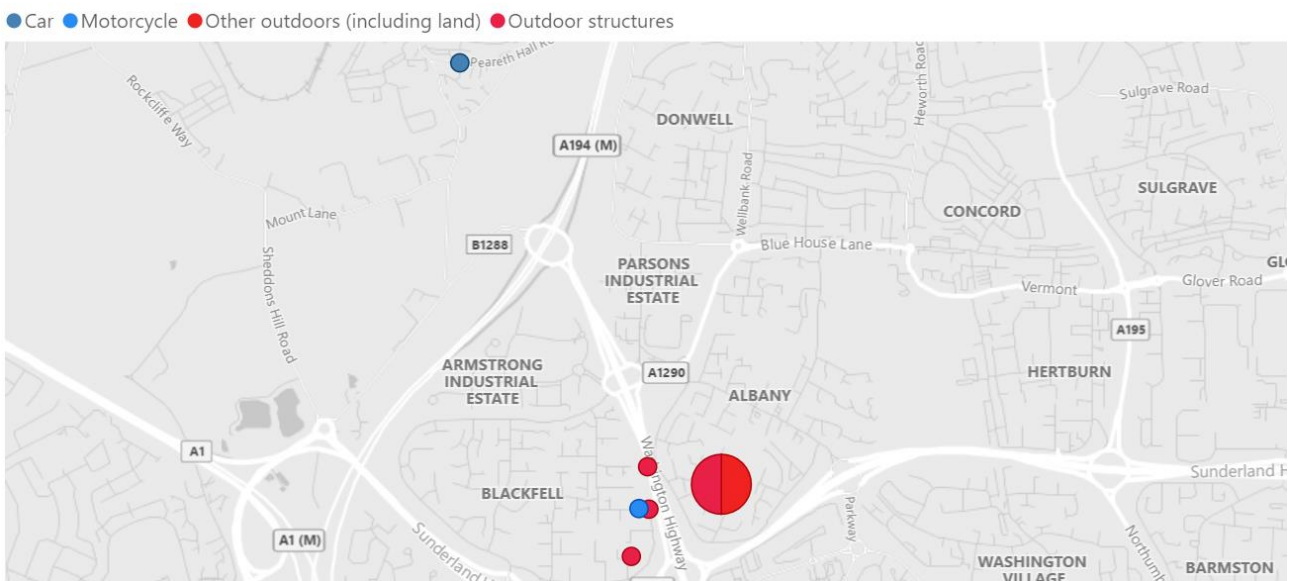 Car Motorcycle Other outdoors (including land) Outdoor structures
Peareth Hall Ro
Rockcliffe Way
Heworth Road
Sulgrave Road
DONWELL
A194 (M)
Wellbank Road
SULGRAVE
CONCORD
Mount Lane
B1288
Blue House Lane
Sheddons Hill Road
PARSONS
INDUSTRIAL
ESTATE
GL
Vermont
Glover Road
A195
ARMSTRONG
INDUSTRIAL
ESTATE
A1290
HERTBURN
ALBANY
A1
Washington Highway
BLACKFELL
Sunderland H
Parkway
A1 (M)
Sunderland H
Northumb
WASHINGTON
VILLAGE
BARMSTON